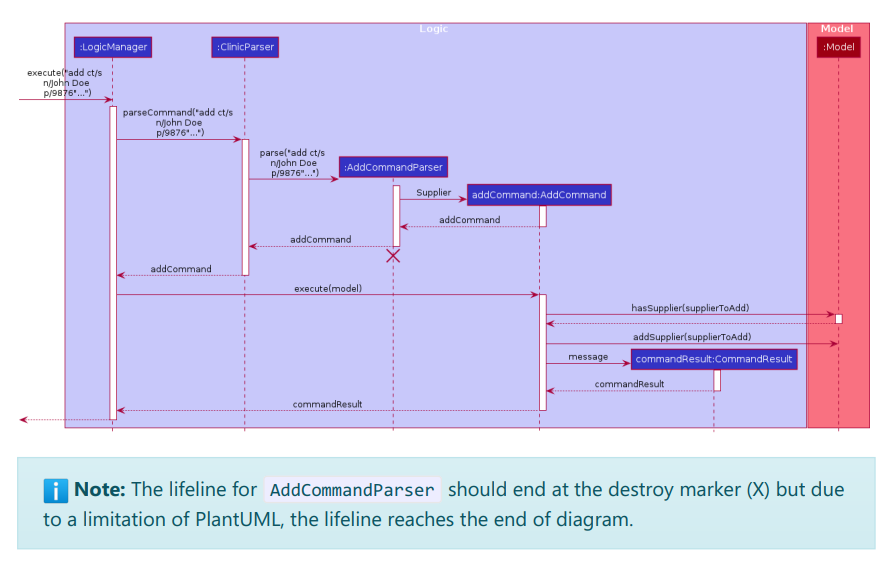 Logic
Model
:LogicManager
:ClinicParser
:Model
execute("add ct/s
n/John Doe
p/9876"...")
parseCommand("add ct/s
n/John Doe
p/9876"...")
parse("add ct/s
n/John Doe
p/9876"...")
:AddCommandParser
Supplier
addCommand:AddCommand
addCommand
addCommand
addCommand
execute(model)
hasSupplier(supplierToAdd)
addSupplier(supplierToAdd)
message
commandResult:CommandResult
commandResult
commandResult
i Note: The lifeline for AddCommandParser should end at the destroy marker (X) but due
to a limitation of PlantUML, the lifeline reaches the end of diagram.